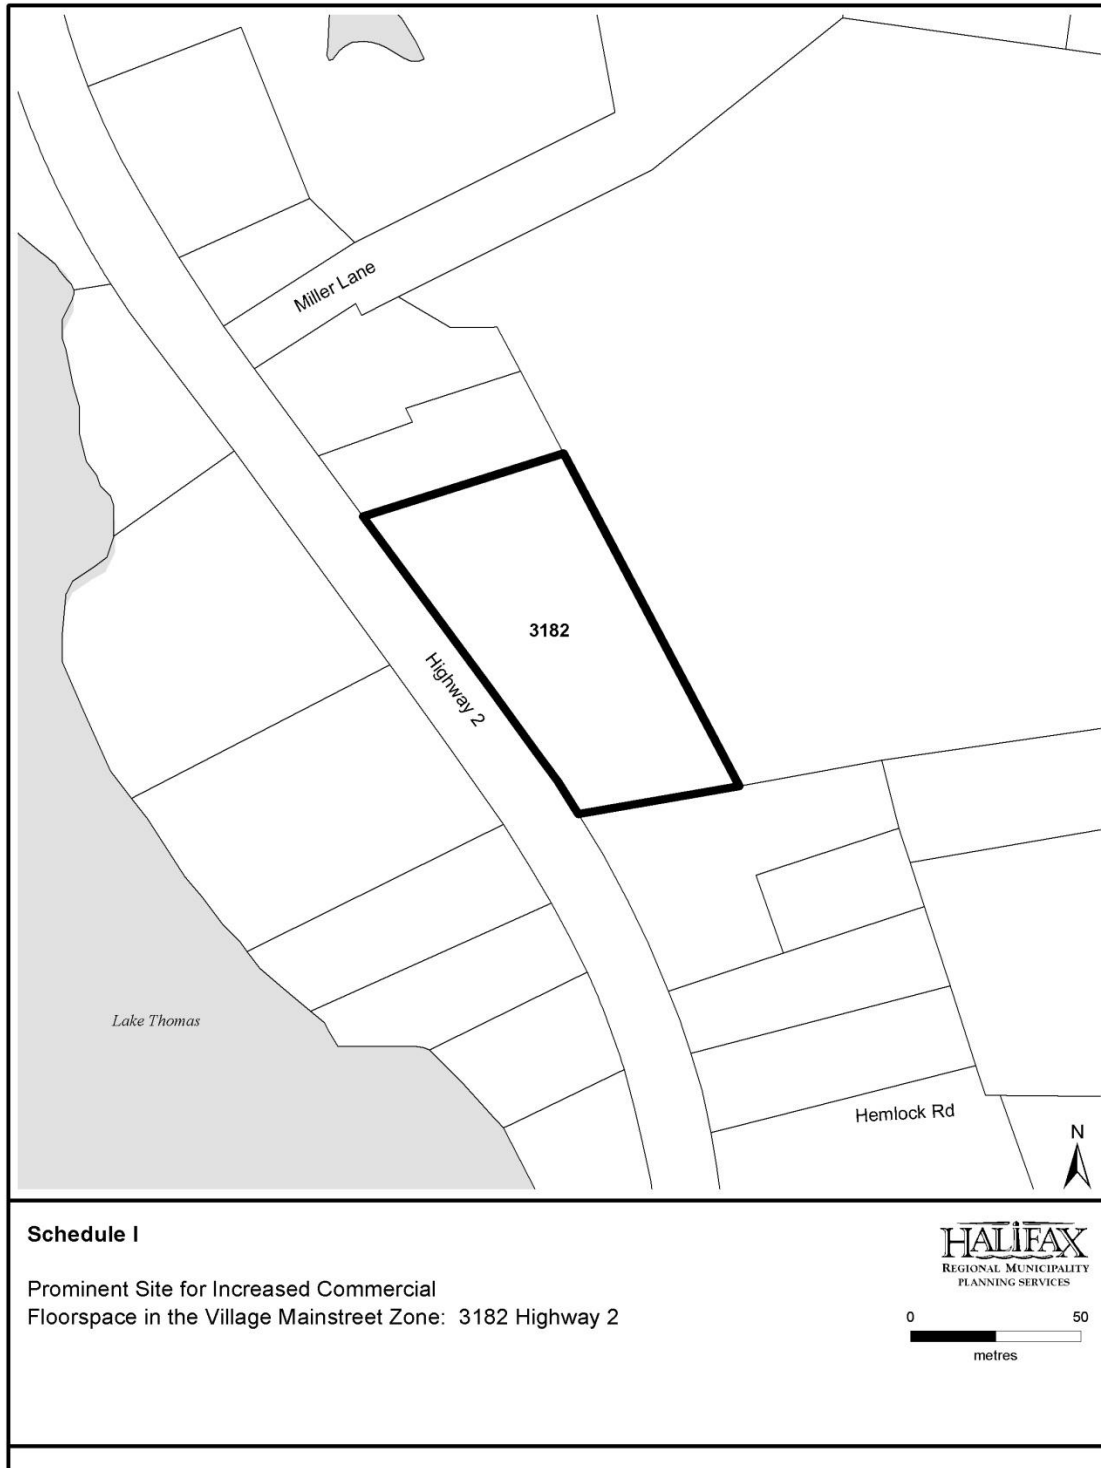 Miller Lane
3182
Highway 2
Lake Thomas
Hemlock Rd
N
Schedule I
Prominent Site for Increased Commercial
Floorspace in the Village Mainstreet Zone:  3182 Highway 2
HALIFAX
REGIONAL MUNICIPALITY
PLANNING SERVICES
0 50
metres